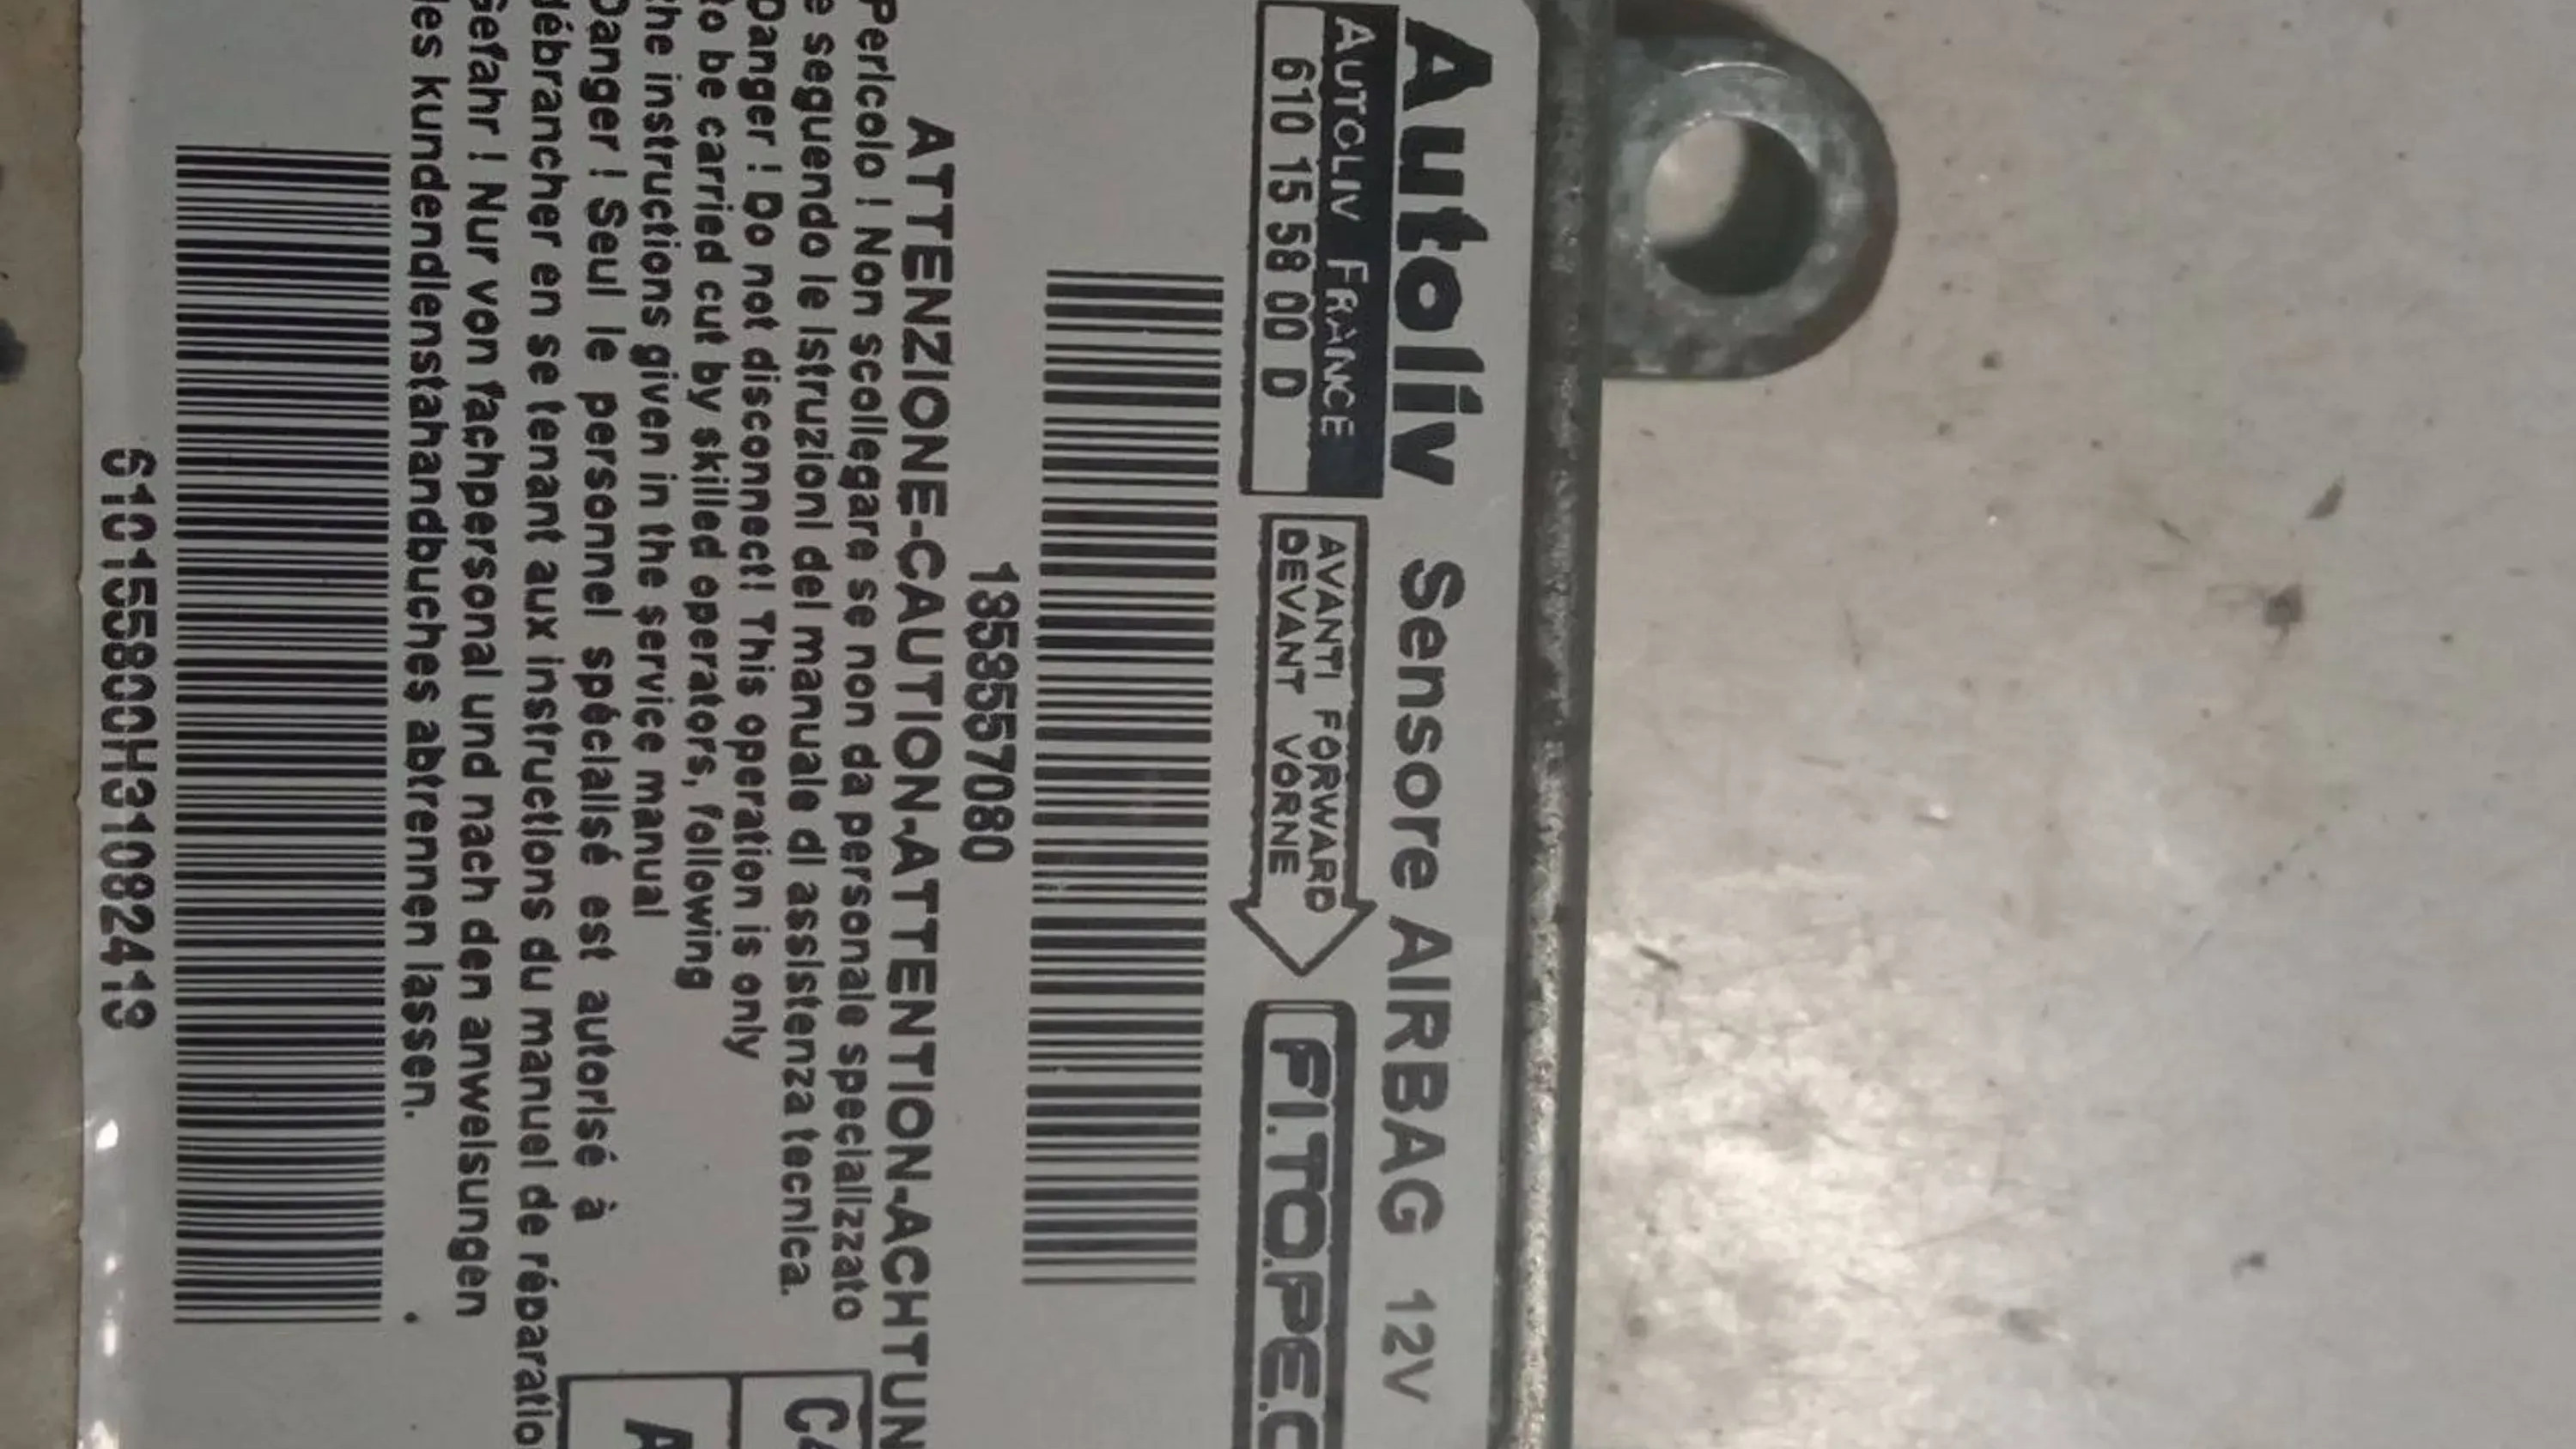 Autoliv Sensore AIRBAG 12V
AUTOLIV FRANCE
610 15 58 00 D
AVANTI FORWARD
DEVANT VORNE
F.I.T.O.P.E.C
185857080
ATTENZIONE-CAUTION-ATTENTION-ACHTUN
Pericolo ! Non scollegare se non da personale specializzato
e seguendo le istruzioni del manuale di assistenza tecnica.
Danger ! Do not disconnect! This operation is only
to be carried cut by skilled operators, following
the instructions given in the service manual
Danger ! Seul le personnel spécialisé est autorisé à
débrancher en se tenant aux instructions du manuel de réparatio
Gefahr ! Nur von fachpersonal und nach den anweisungen
des kundendienstahandbuches abtrennen lassen.
610155800H31082418